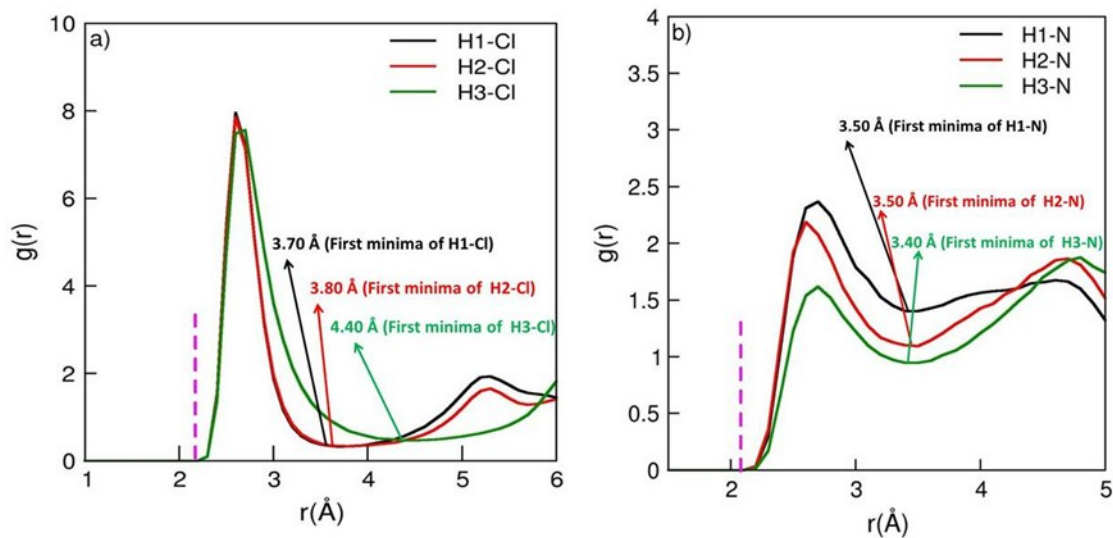 a)
H1-Cl
H2-Cl
H3-Cl
3.70 Å (First minima of H1-Cl)
3.80 Å (First minima of  H2-Cl)
4.40 Å (First minima of  H3-Cl)
g(r)
10
8
6
4
2
0
1 2 3 4 5 6
r(Å)
b)
H1-N
H2-N
H3-N
3.50 Å (First minima of H1-N)
3.50 Å (First minima of H2-N)
3.40 Å (First minima of  H3-N)
g(r)
4
3.5
3
2.5
2
1.5
1
0.5
0
2 3 4 5
r(Å)